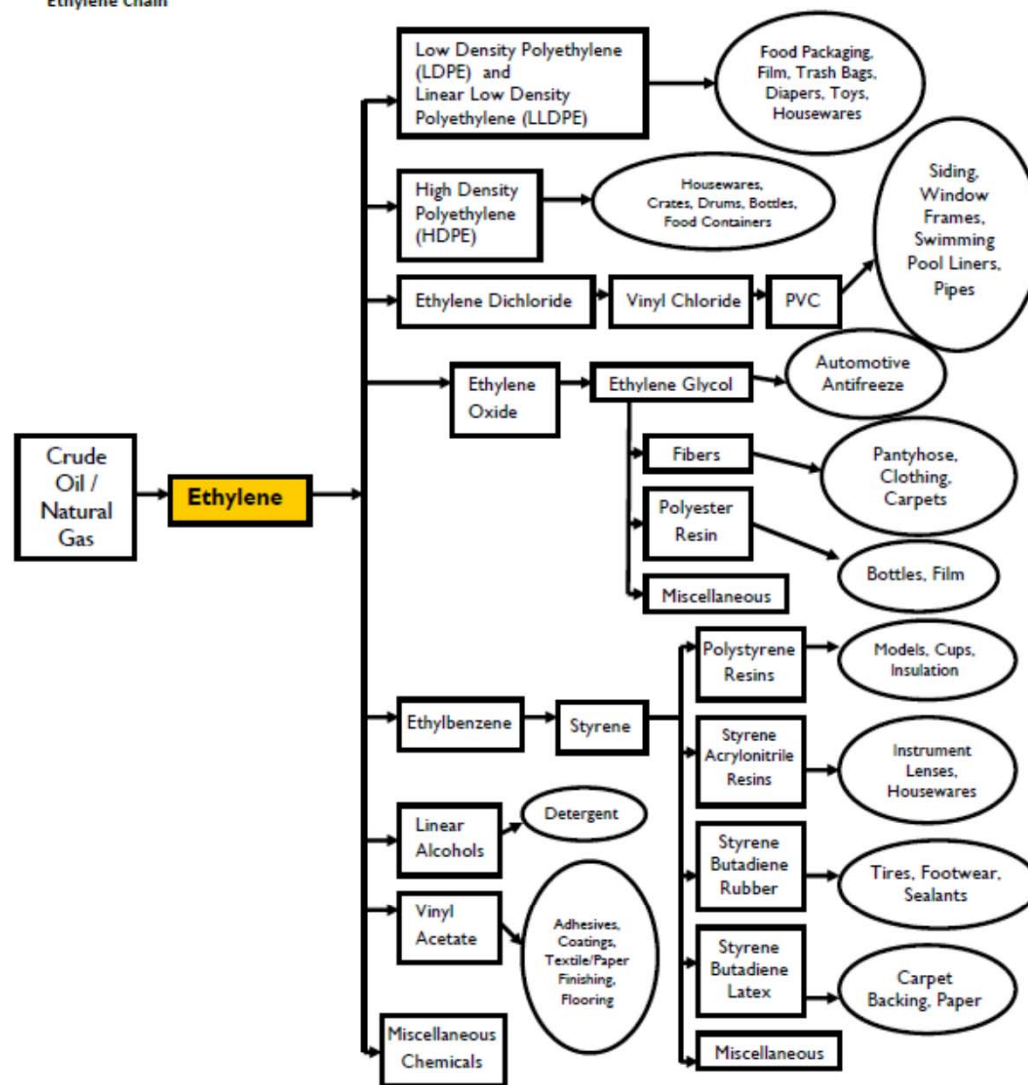 Ethylene Chain
Low Density Polyethylene
(LDPE) and
Linear Low Density
Polyethylene (LLDPE)
Food Packaging,
Film, Trash Bags,
Diapers, Toys,
Housewares
High Density
Polyethylene
(HDPE)
Housewares,
Crates, Drums, Bottles,
Food Containers
Siding,
Window
Frames,
Swimming
Pool Liners,
Pipes
Ethylene Dichloride
Vinyl Chloride
PVC
Ethylene
Oxide
Ethylene Glycol
Automotive
Antifreeze
Crude
Oil /
Natural
Gas
Ethylene
Fibers
Pantyhose,
Clothing,
Carpets
Polyester
Resin
Bottles, Film
Miscellaneous
Ethylbenzene
Styrene
Polystyrene
Resins
Models, Cups,
Insulation
Styrene
Acrylonitrile
Resins
Instrument
Lenses,
Housewares
Linear
Alcohols
Detergent
Styrene
Butadiene
Rubber
Tires, Footwear,
Sealants
Vinyl
Acetate
Adhesives,
Coatings,
Textile/Paper
Finishing,
Flooring
Styrene
Butadiene
Latex
Carpet
Backing, Paper
Miscellaneous
Chemicals
Miscellaneous